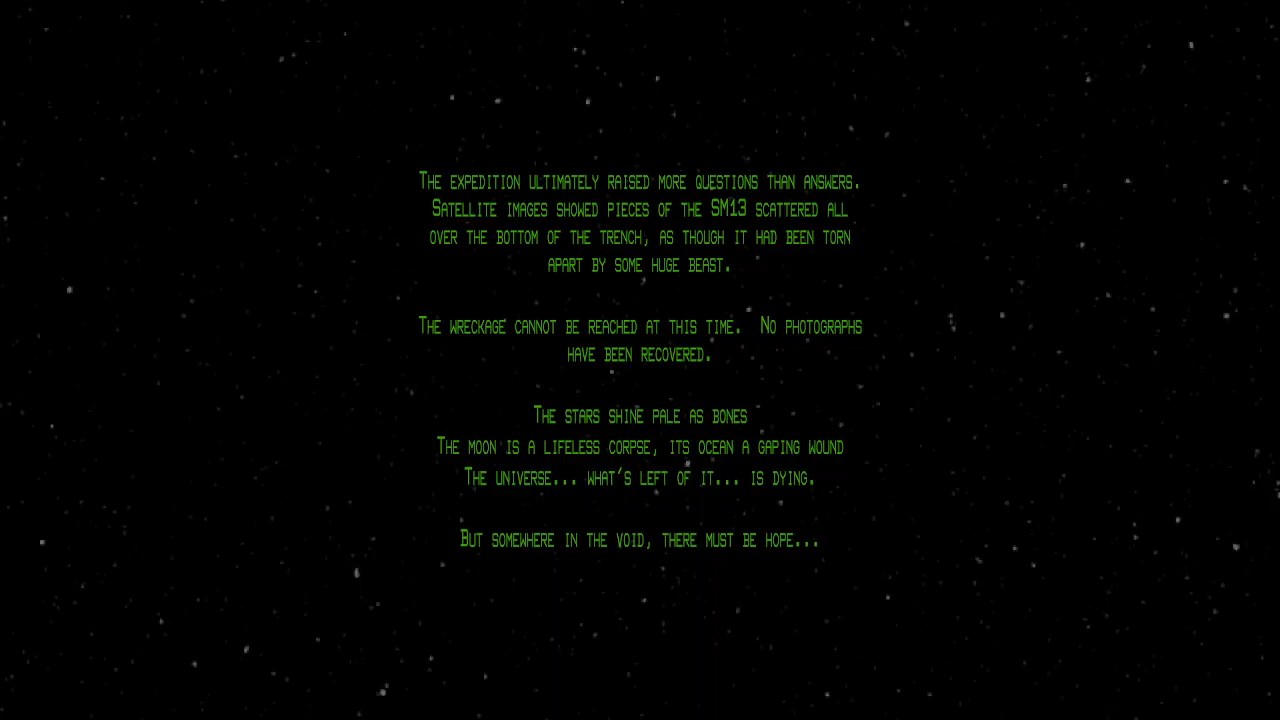 The expedition ultimately raised more questions than answers.
Satellite images showed pieces of the SM13 scattered all
over the bottom of the trench, as though it had been torn
apart by some huge beast.
The wreckage cannot be reached at this time.  No photographs
have been recovered.
The stars shine pale as bones
The moon is a lifeless corpse, its ocean a gaping wound
The universe... what's left of it... is dying.
But somewhere in the void, there must be hope...